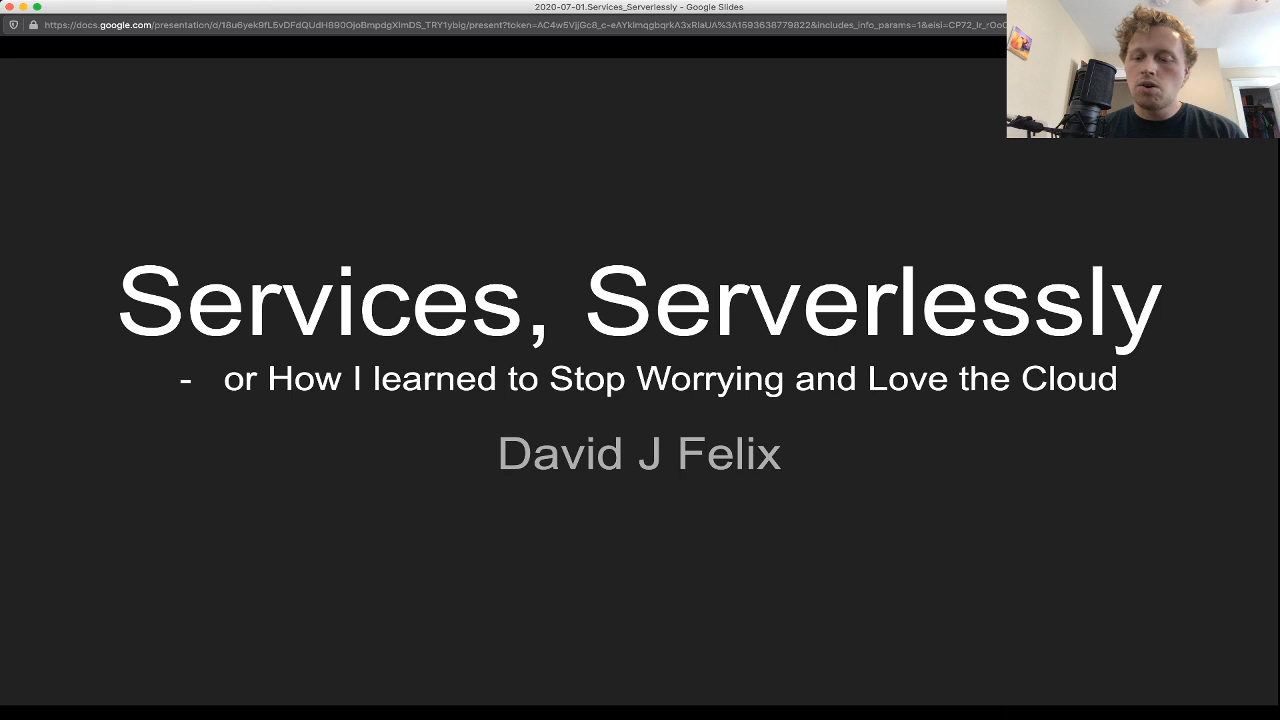 2020-07-01.Services_Serverlessly - Google Slides
Services, Serverlessly
- or How I learned to Stop Worrying and Love the Cloud
David J Felix